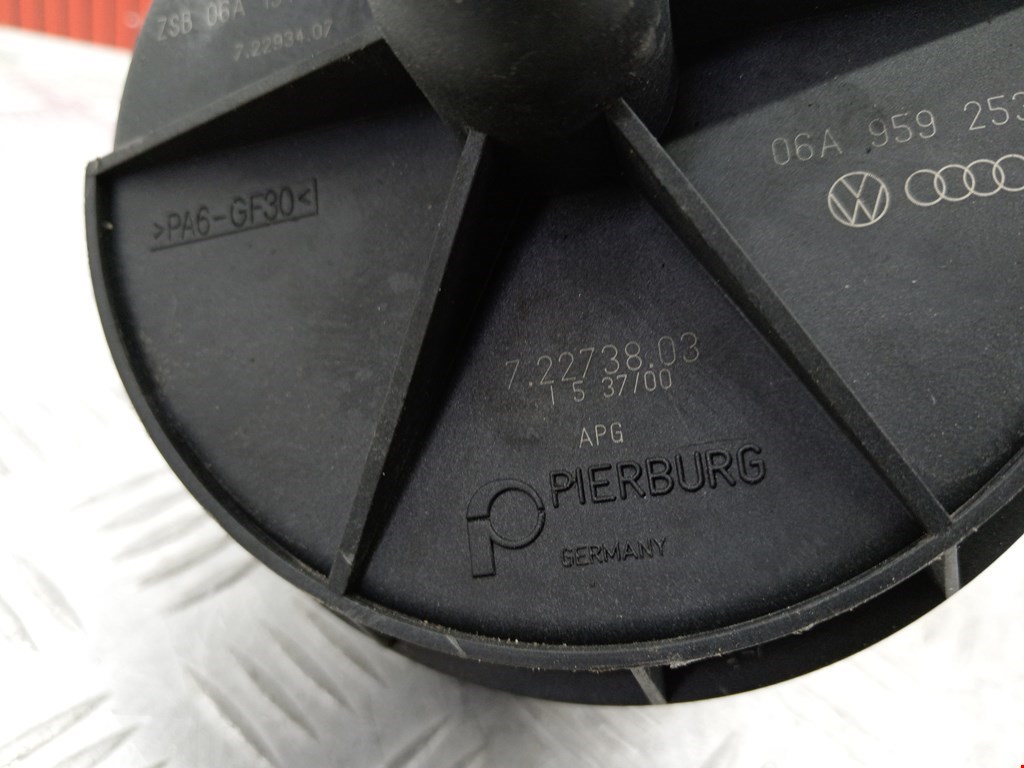 ZSB 06A
7.22934.07
>PA6-GF30<
06A 959 253
7.22738.03
1 5 37/00
APG
PIERBURG
GERMANY